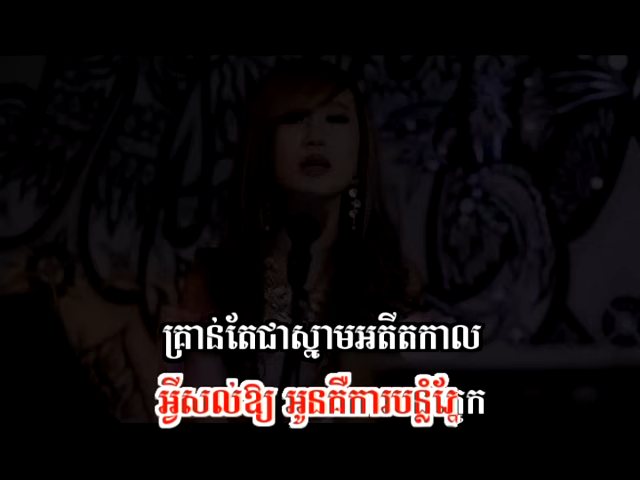 គ្រាន់តែជាស្នាមអតីតកាល
អ្វីសល់ឱ្យ អូនគឺការបន្លំភ្នែក